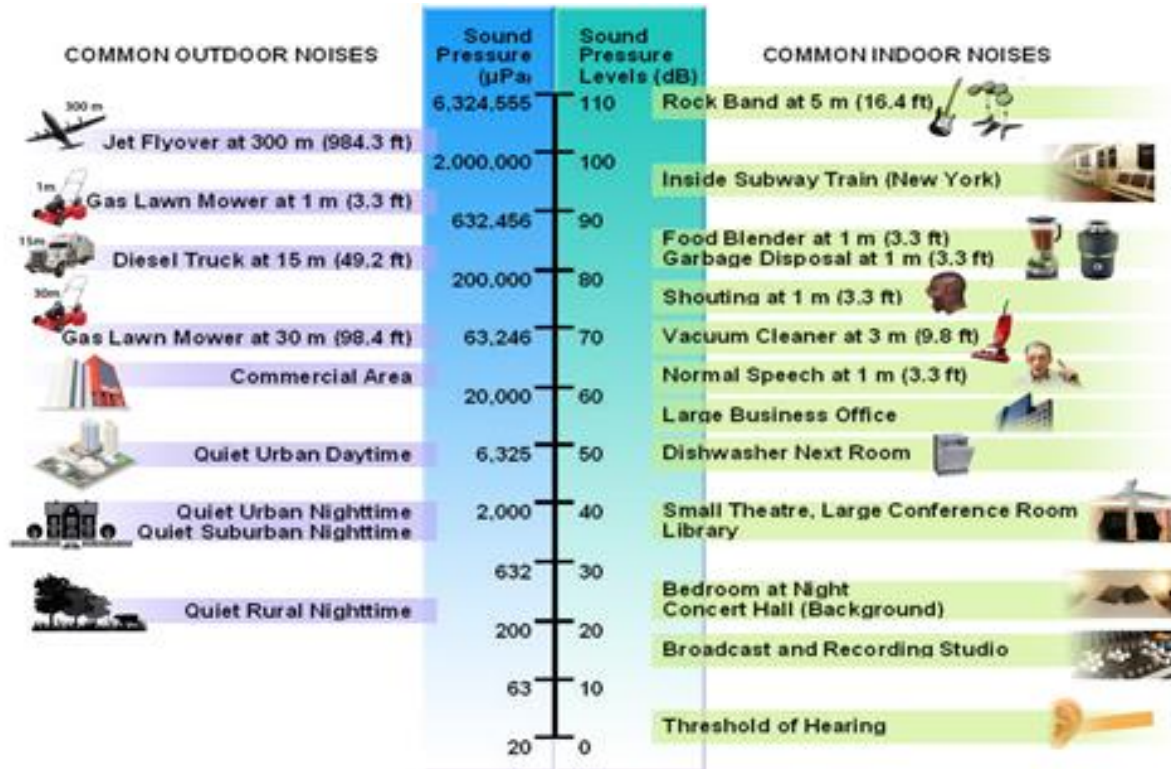 COMMON OUTDOOR NOISES
Sound
Pressure
(µPa)
Sound
Pressure
Levels (dB)
COMMON INDOOR NOISES
6,324,555
110
Rock Band at 5 m (16.4 ft)
300 m
Jet Flyover at 300 m (984.3 ft)
2,000,000
100
Inside Subway Train (New York)
1m
Gas Lawn Mower at 1 m (3.3 ft)
632,456
90
15m
Diesel Truck at 15 m (49.2 ft)
Food Blender at 1 m (3.3 ft)
Garbage Disposal at 1 m (3.3 ft)
200,000
80
Shouting at 1 m (3.3 ft)
30m
Gas Lawn Mower at 30 m (98.4 ft)
63,246
70
Vacuum Cleaner at 3 m (9.8 ft)
Commercial Area
Normal Speech at 1 m (3.3 ft)
20,000
60
Large Business Office
Quiet Urban Daytime
6,325
50
Dishwasher Next Room
Quiet Urban Nighttime
Quiet Suburban Nighttime
2,000
40
Small Theatre, Large Conference Room
Library
632
30
Bedroom at Night
Concert Hall (Background)
Quiet Rural Nighttime
200
20
Broadcast and Recording Studio
63
10
Threshold of Hearing
20
0